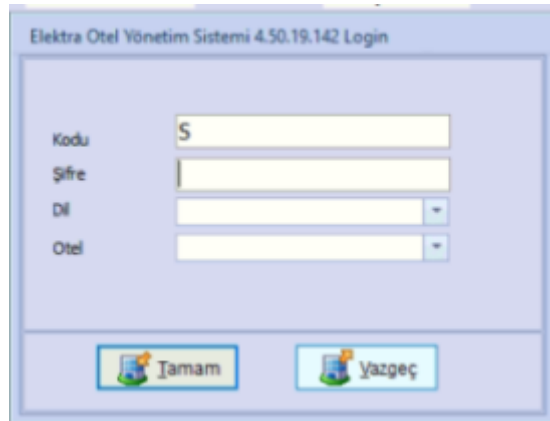 Elektra Otel Yönetim Sistemi 4.50.19.142 Login
Kodu S
Şifre
Dil
Otel
Tamam Vazgeç